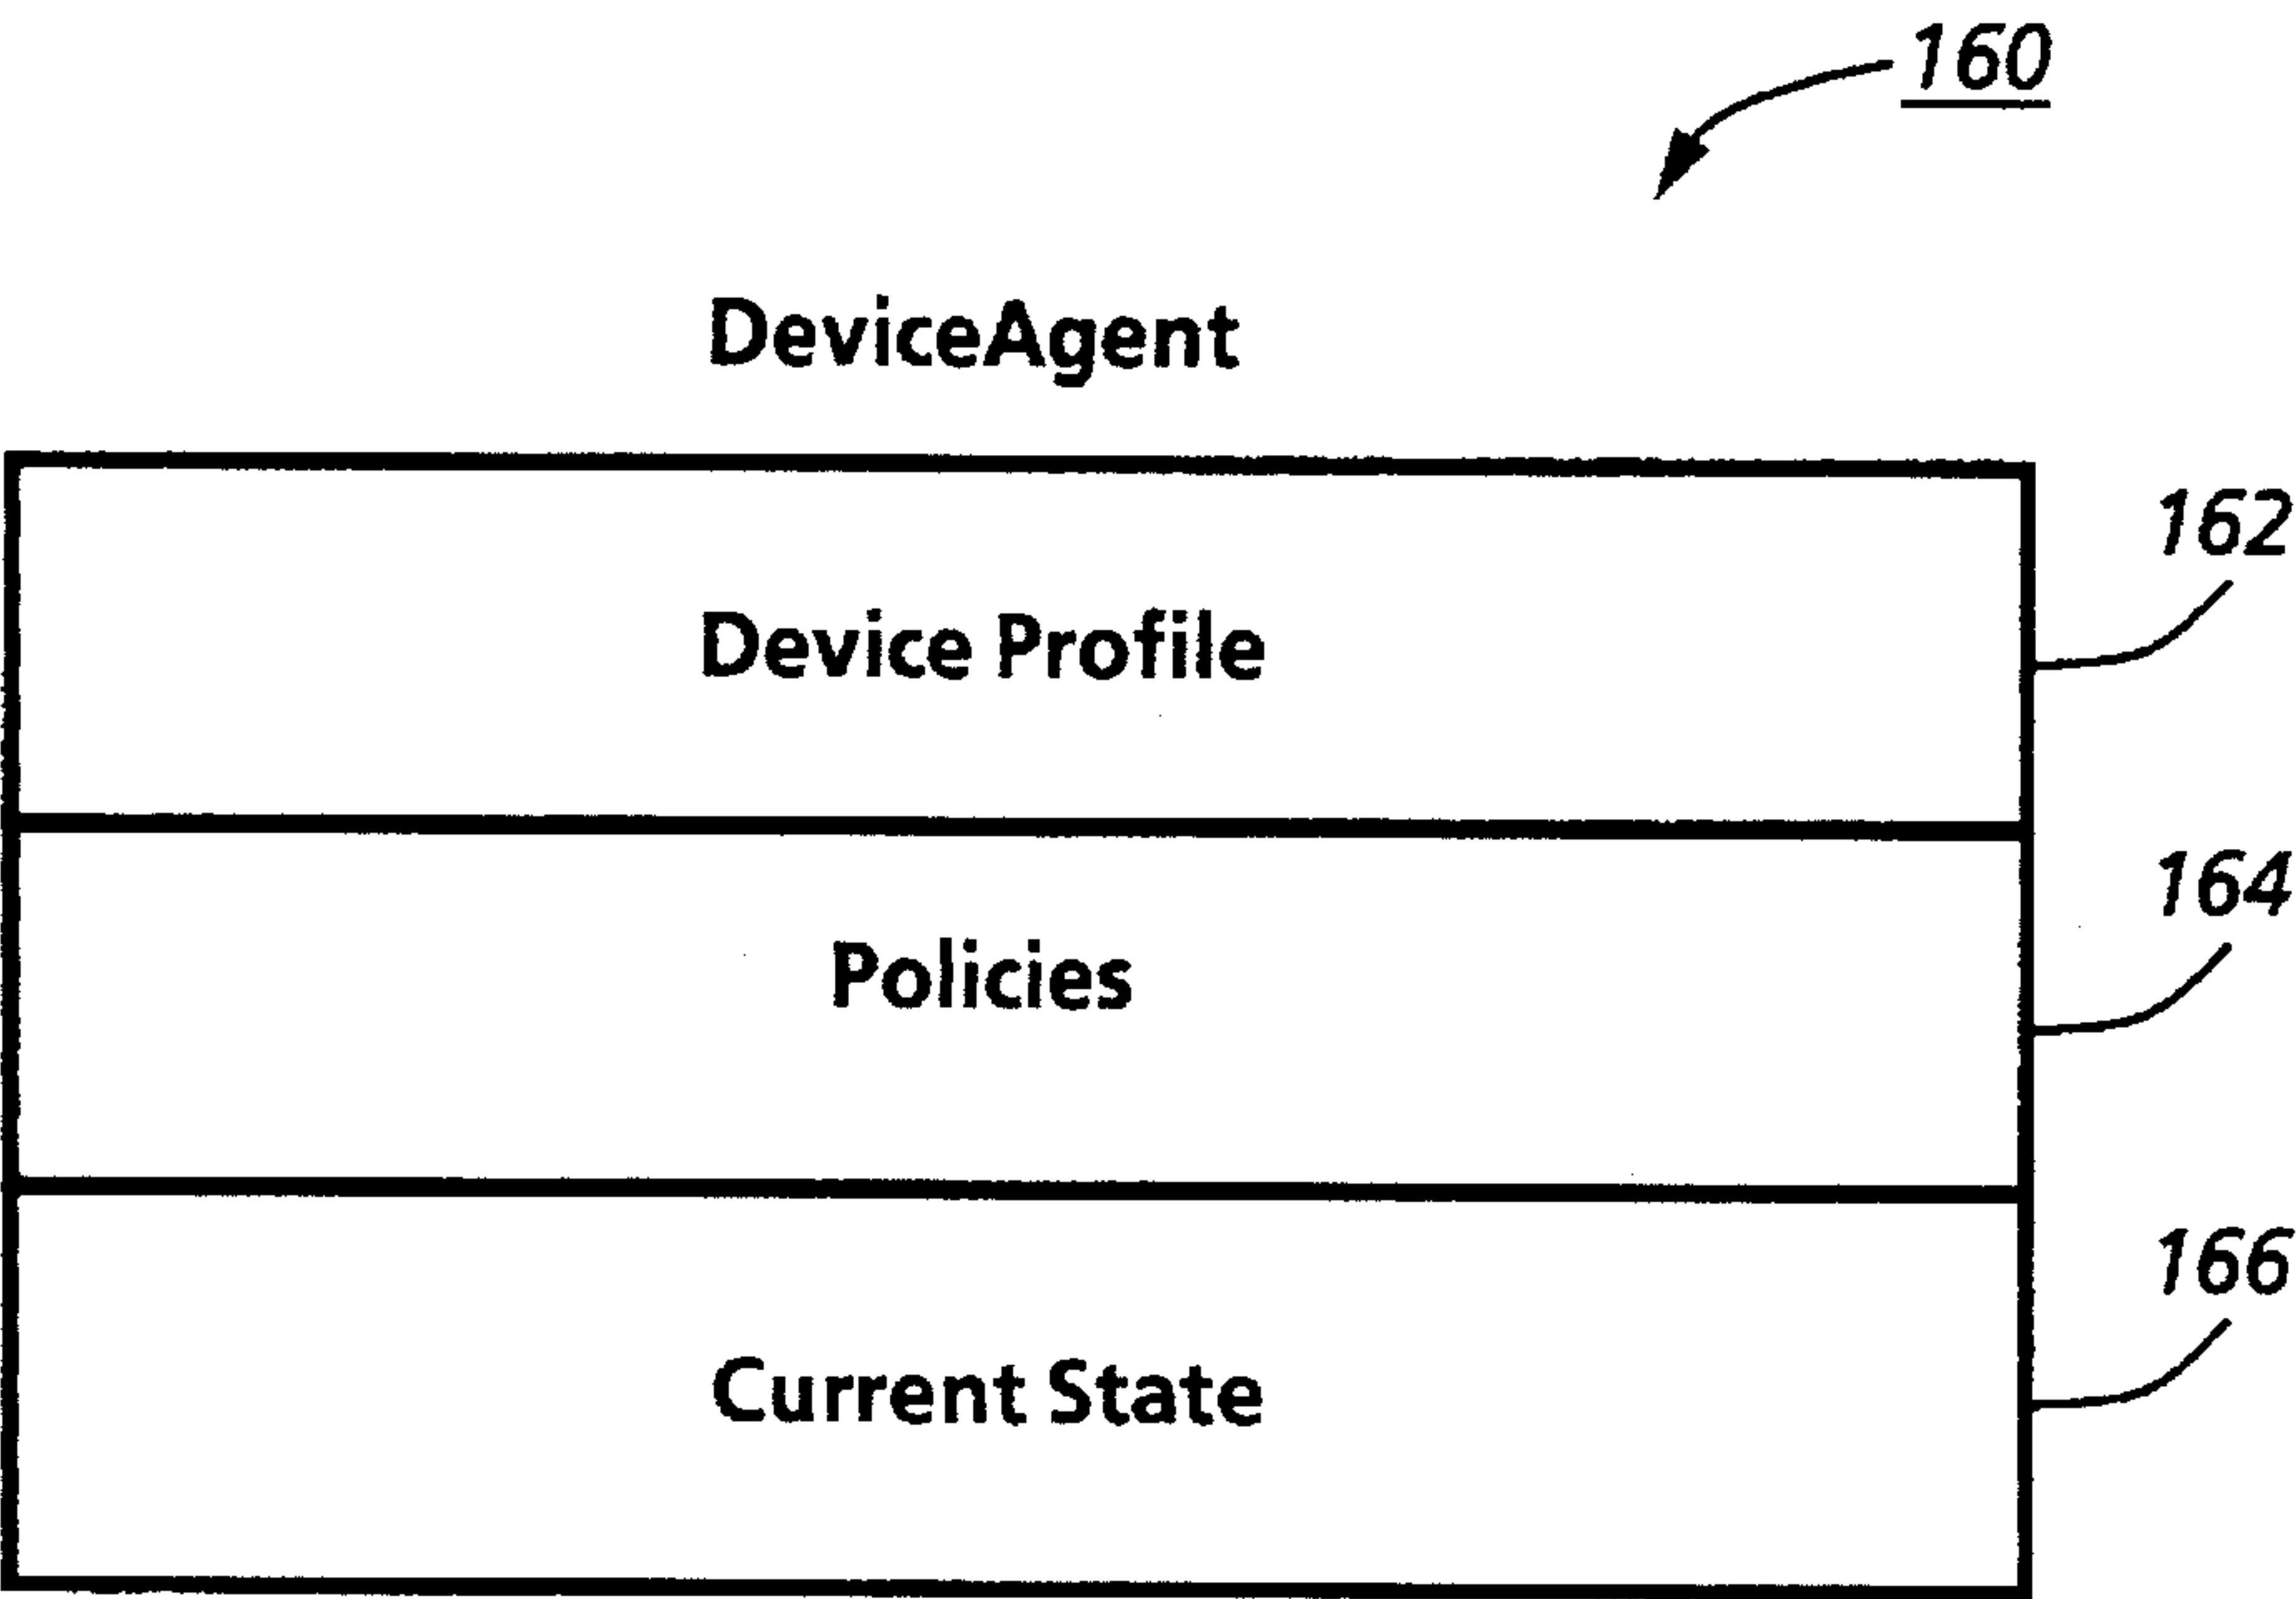 160
DeviceAgent
162
Device Profile
164
Policies
166
Current State